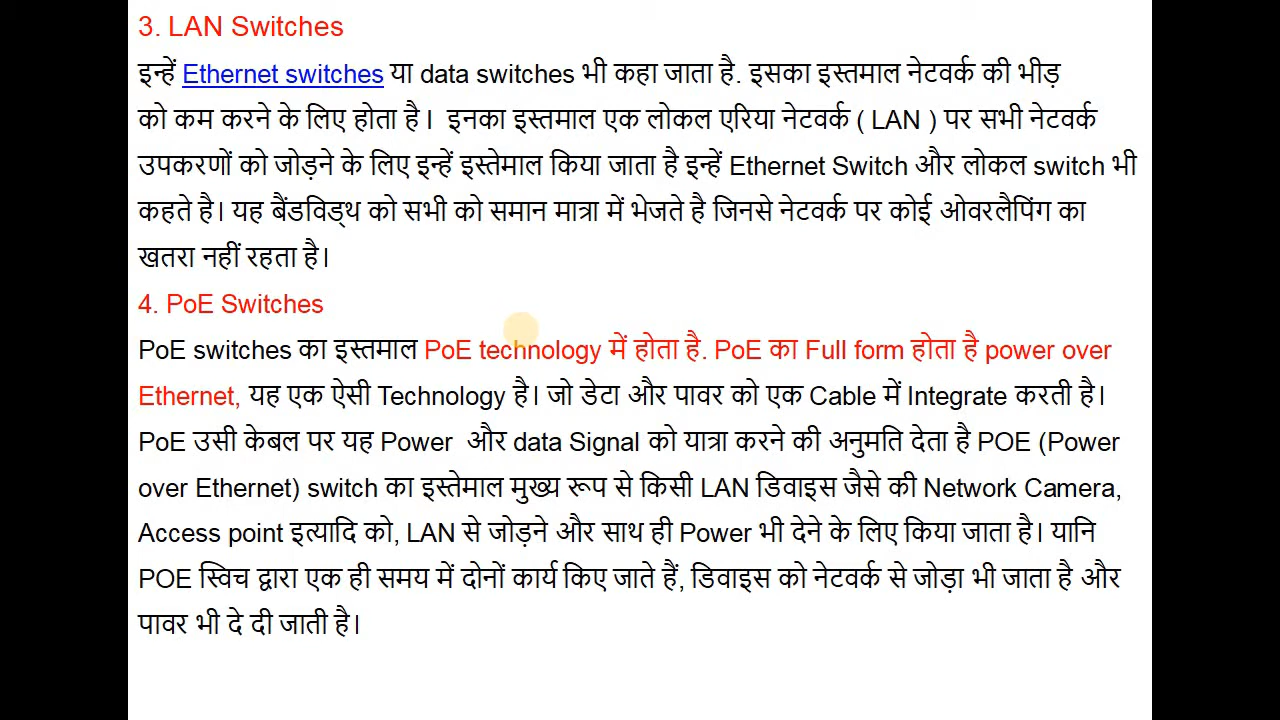 3. LAN Switches
इन्हें Ethernet switches या data switches भी कहा जाता है. इसका इस्तमाल नेटवर्क की भीड़
को कम करने के लिए होता है। इनका इस्तमाल एक लोकल एरिया नेटवर्क ( LAN ) पर सभी नेटवर्क
उपकरणों को जोड़ने के लिए इन्हें इस्तेमाल किया जाता है इन्हें Ethernet Switch और लोकल switch भी
कहते है। यह बैंडविड्थ को सभी को समान मात्रा में भेजते है जिनसे नेटवर्क पर कोई ओवरलैपिंग का
खतरा नहीं रहता है।
4. PoE Switches
PoE switches का इस्तमाल PoE technology में होता है. PoE का Full form होता है power over
Ethernet, यह एक ऐसी Technology है। जो डेटा और पावर को एक Cable में Integrate करती है।
PoE उसी केबल पर यह Power और data Signal को यात्रा करने की अनुमति देता है POE (Power
over Ethernet) switch का इस्तेमाल मुख्य रूप से किसी LAN डिवाइस जैसे की Network Camera,
Access point इत्यादि को, LAN से जोड़ने और साथ ही Power भी देने के लिए किया जाता है। यानि
POE स्विच द्वारा एक ही समय में दोनों कार्य किए जाते हैं, डिवाइस को नेटवर्क से जोड़ा भी जाता है और
पावर भी दे दी जाती है।